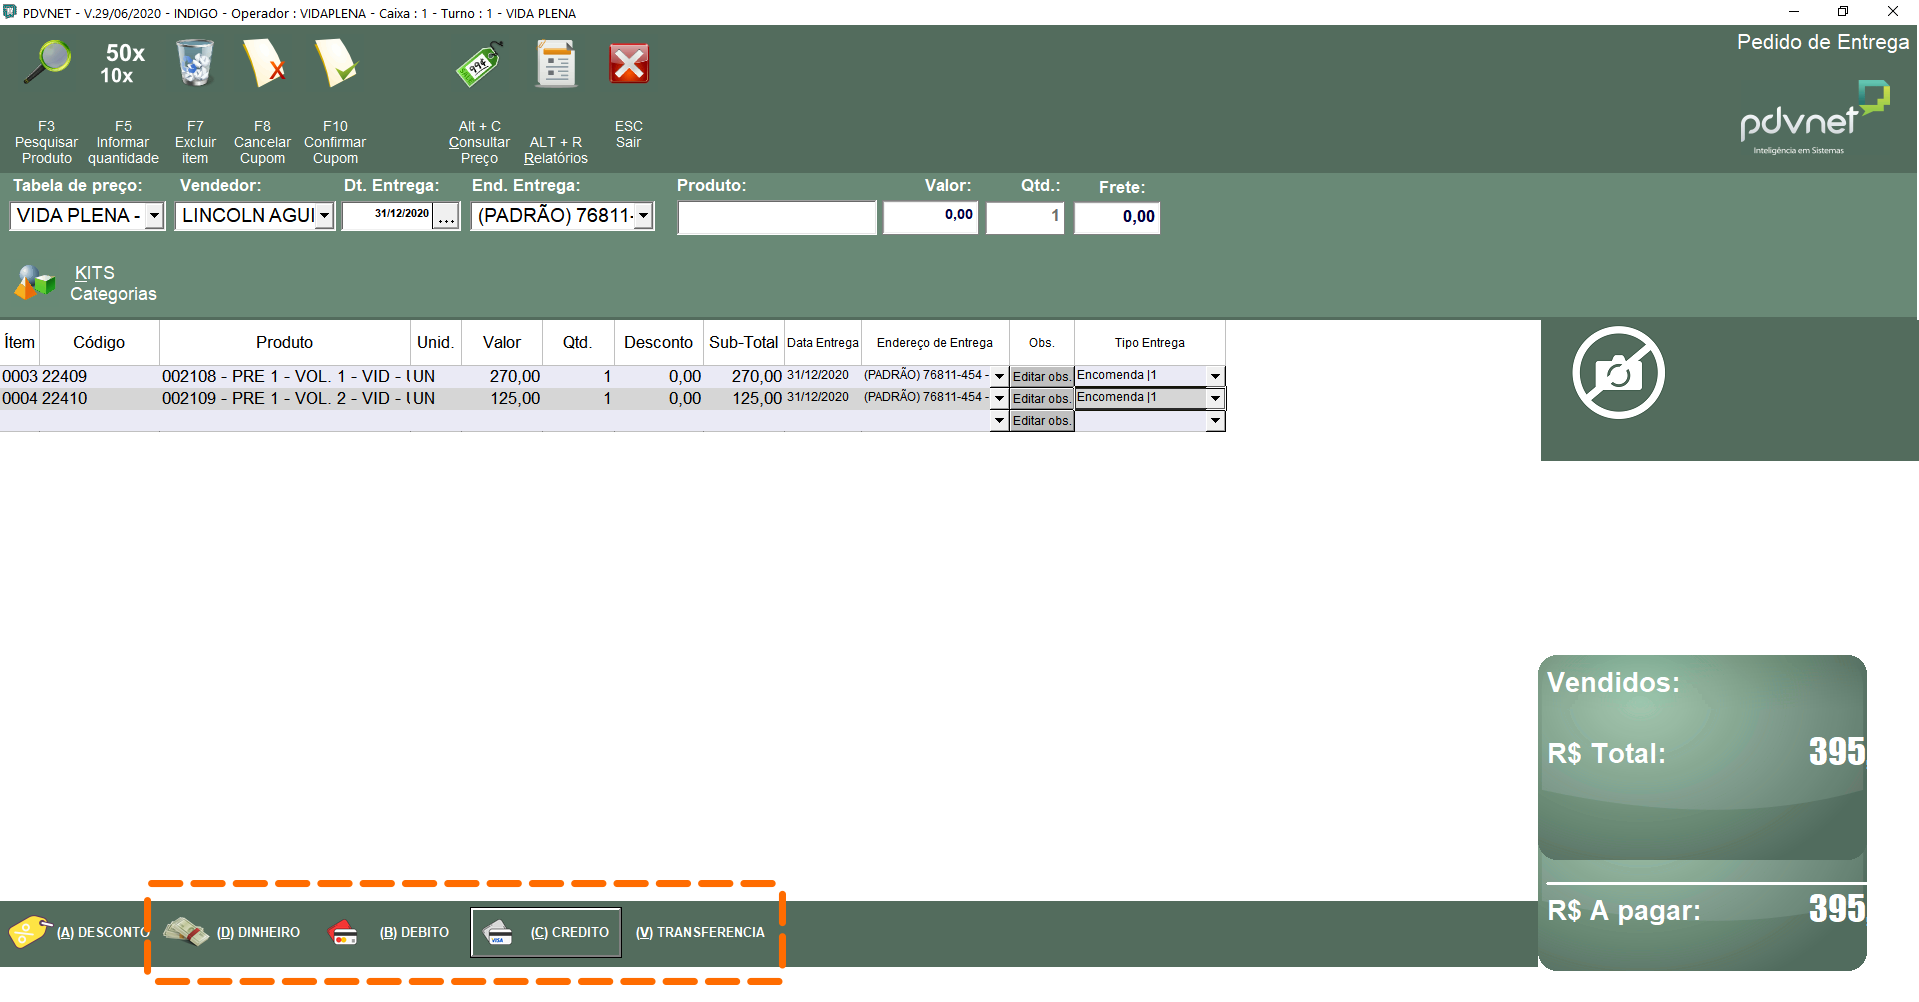 PDVNET - V.29/06/2020 - INDIGO - Operador : VIDAPLENA - Caixa : 1 - Turno : 1 - VIDA PLENA
Pedido de Entrega
50x
10x
99¢
F3
Pesquisar
Produto
F5
Informar
quantidade
F7
Excluir
item
F8
Cancelar
Cupom
F10
Confirmar
Cupom
Alt + C
Consultar
Preço
ALT + R
Relatórios
ESC
Sair
pdvnet
Inteligência em Sistemas
Tabela de preço: Vendedor: Dt. Entrega: End. Entrega: Produto: Valor: Qtd.: Frete:
VIDA PLENA - LINCOLN AGUI 31/12/2020 ... (PADRÃO) 76811- 0,00 1 0,00
KITS
Categorias
Ítem Código Produto Unid. Valor Qtd. Desconto Sub-Total Data Entrega Endereço de Entrega Obs. Tipo Entrega
0003 22409 002108 - PRE 1 - VOL. 1 - VID - UN 270,00 1 0,00 270,00 31/12/2020 (PADRÃO) 76811-454 - Editar obs. Encomenda |1
0004 22410 002109 - PRE 1 - VOL. 2 - VID - UN 125,00 1 0,00 125,00 31/12/2020 (PADRÃO) 76811-454 - Editar obs. Encomenda |1
Editar obs.
Vendidos:
R$ Total: 395
R$ A pagar: 395
(A) DESCONTO (D) DINHEIRO (B) DEBITO VISA (C) CREDITO (V) TRANSFERENCIA